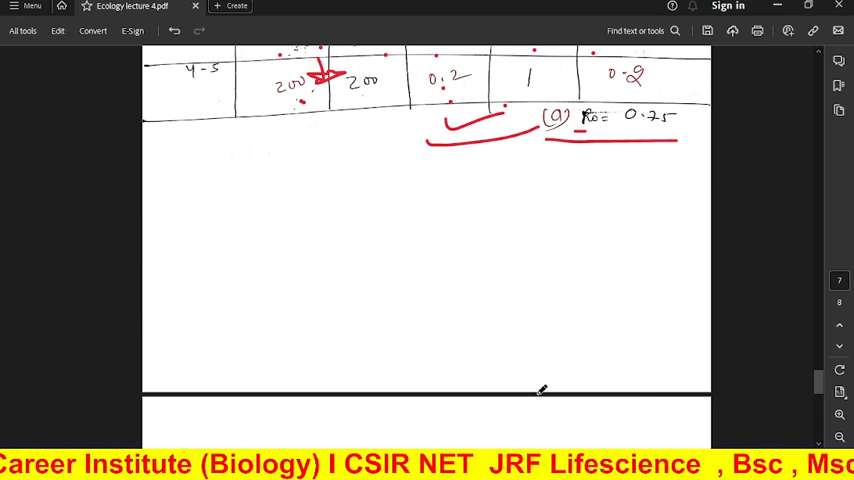 Menu Ecology lecture 4.pdf × + Create Sign in
All tools Edit Convert E-Sign Find text or tools
4-5 200 200 0.2 1 0.2
(a) R0= 0.75
7
8
Career Institute (Biology) I CSIR NET JRF Lifescience , Bsc , Msc